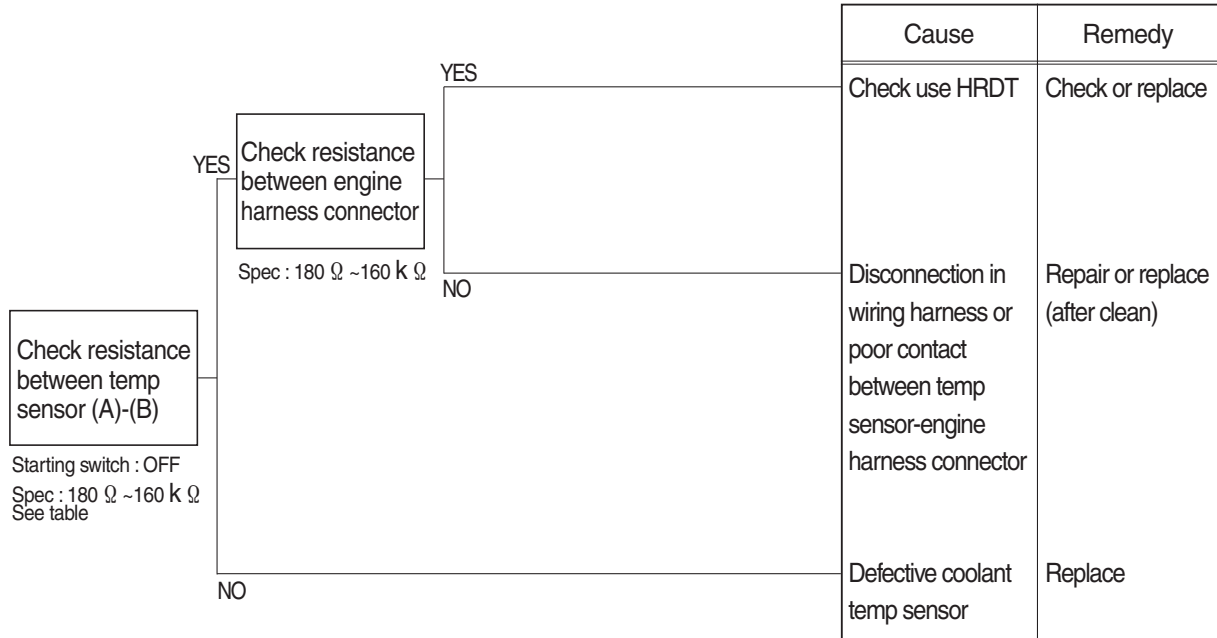 Cause
Remedy
YES
Check use HRDT
Check or replace
YES
Check resistance
between engine
harness connector
Spec : 180 Ω ~160 k Ω
NO
Disconnection in
wiring harness or
poor contact
between temp
sensor-engine
harness connector
Repair or replace
(after clean)
Check resistance
between temp
sensor (A)-(B)
Starting switch : OFF
Spec : 180 Ω ~160 k Ω
See table
NO
Defective coolant
temp sensor
Replace